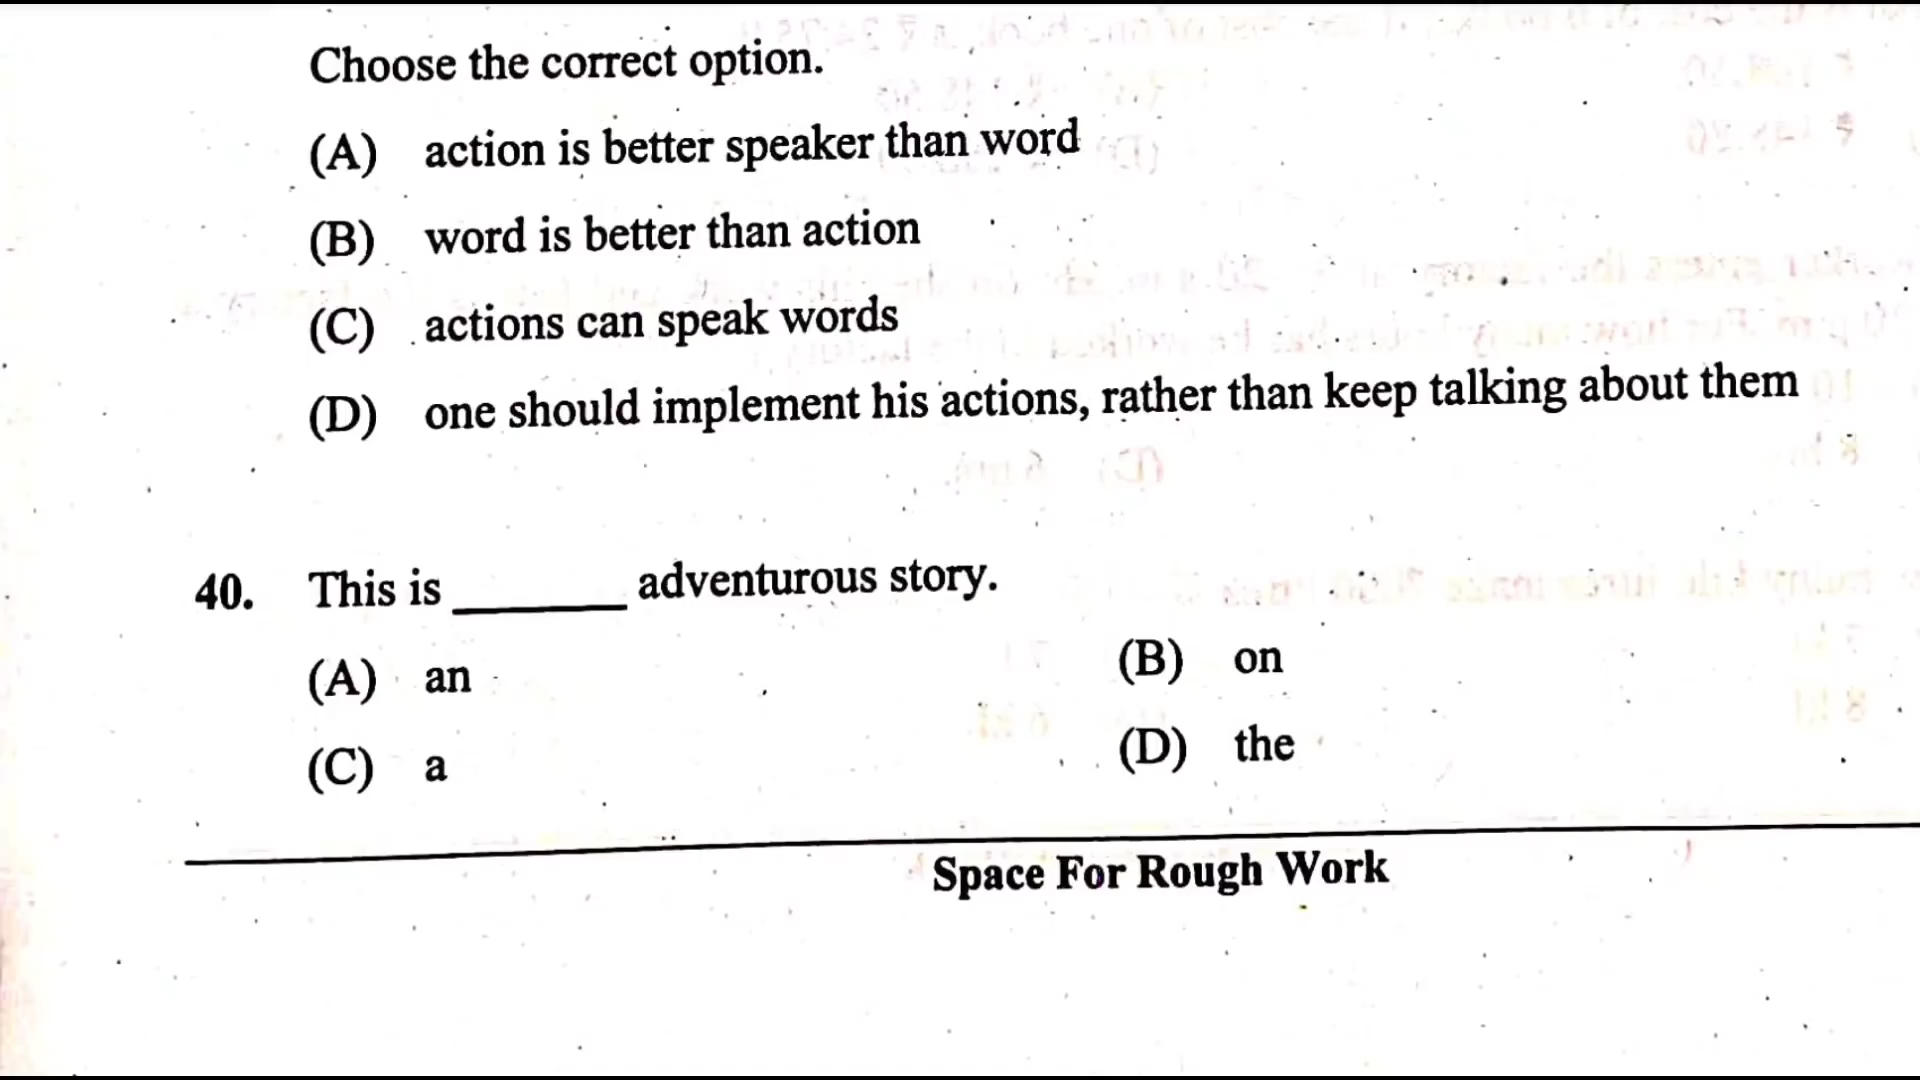 Choose the correct option.
(A) action is better speaker than word
(B) word is better than action
(C) actions can speak words
(D) one should implement his actions, rather than keep talking about them
40. This is ______ adventurous story.
(A) an (B) on
(C) a (D) the
Space For Rough Work